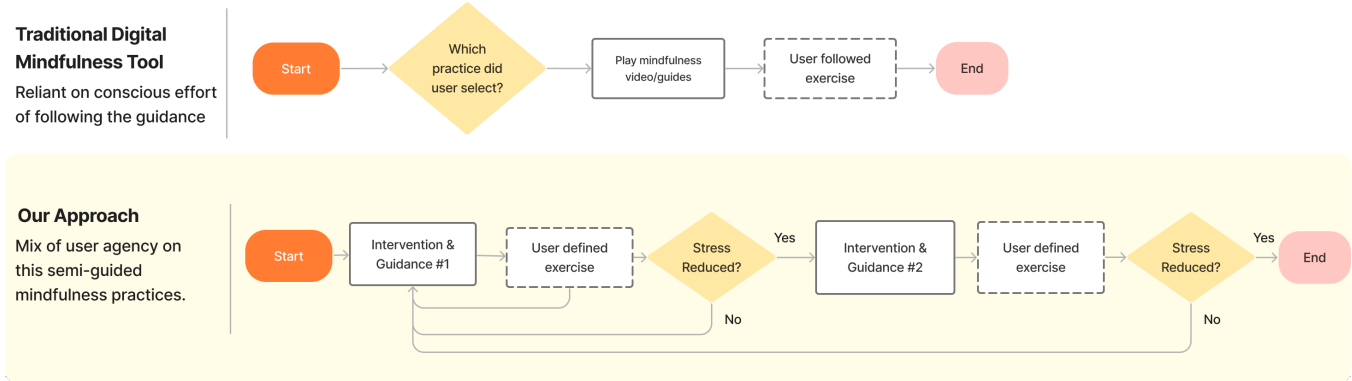 Traditional Digital
Mindfulness Tool
Reliant on conscious effort
of following the guidance
Start
Which
practice did
user select?
Play mindfulness
video/guides
User followed
exercise
End
Our Approach
Mix of user agency on
this semi-guided
mindfulness practices.
Start
Intervention &
Guidance #1
User defined
exercise
Stress
Reduced?
Yes
No
Intervention &
Guidance #2
User defined
exercise
Stress
Reduced?
Yes
No
End